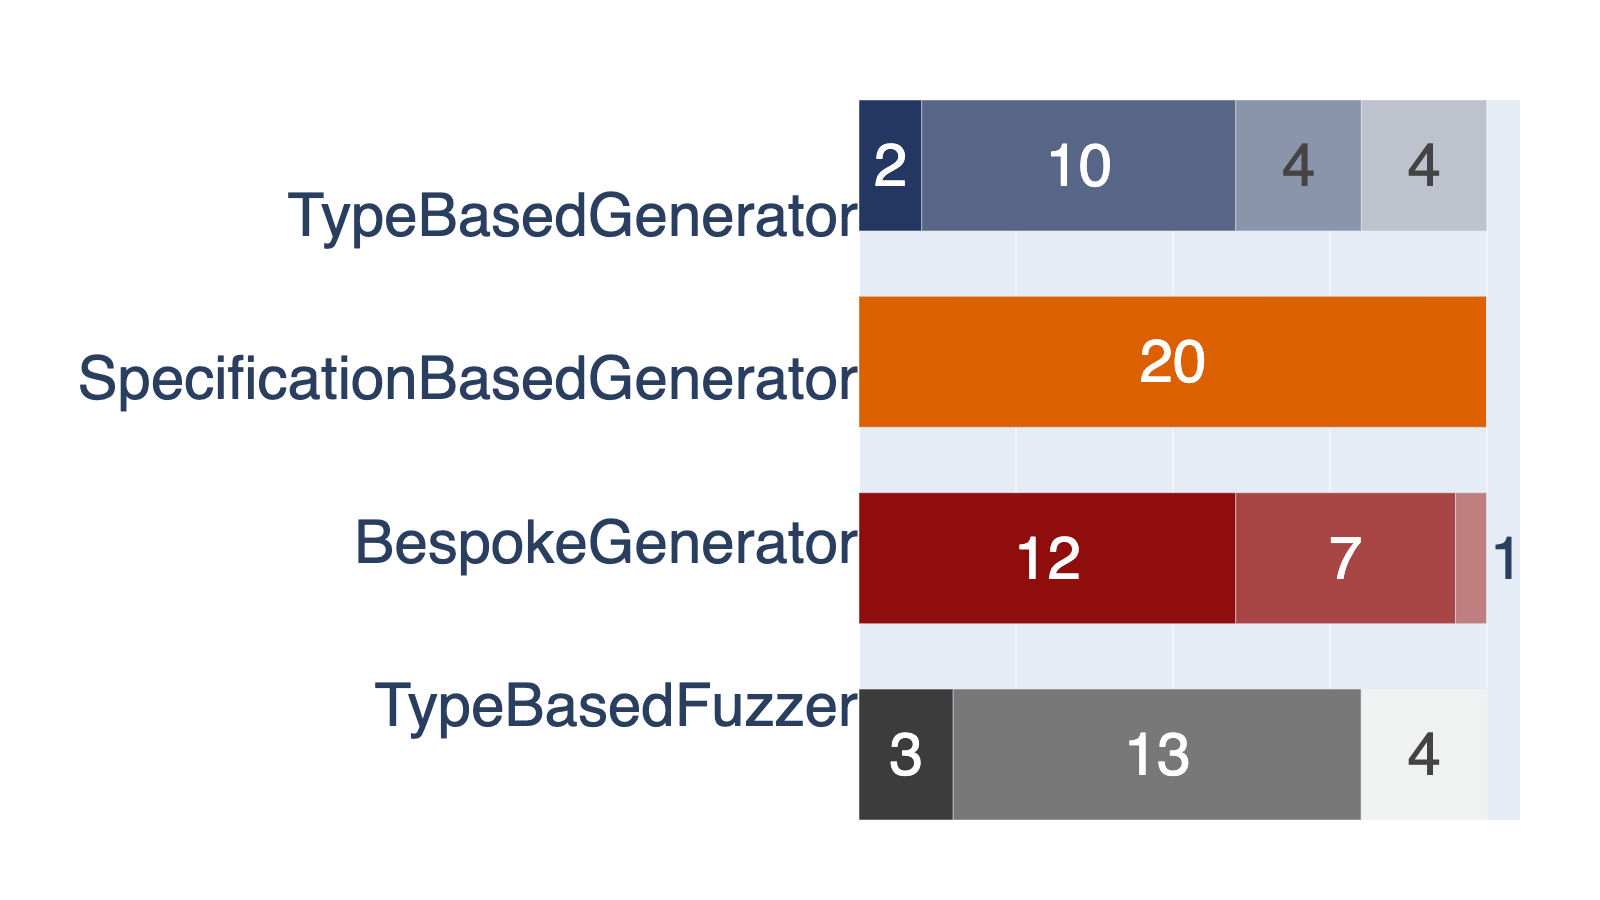 2 10 4 4
TypeBasedGenerator
20
SpecificationBasedGenerator
BespokeGenerator
12 7 1
TypeBasedFuzzer
3 13 4